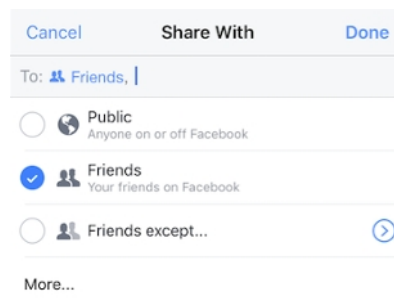 Cancel Share With Done
To: Friends,
Public
Anyone on or off Facebook
Friends
Your friends on Facebook
Friends except...
More...